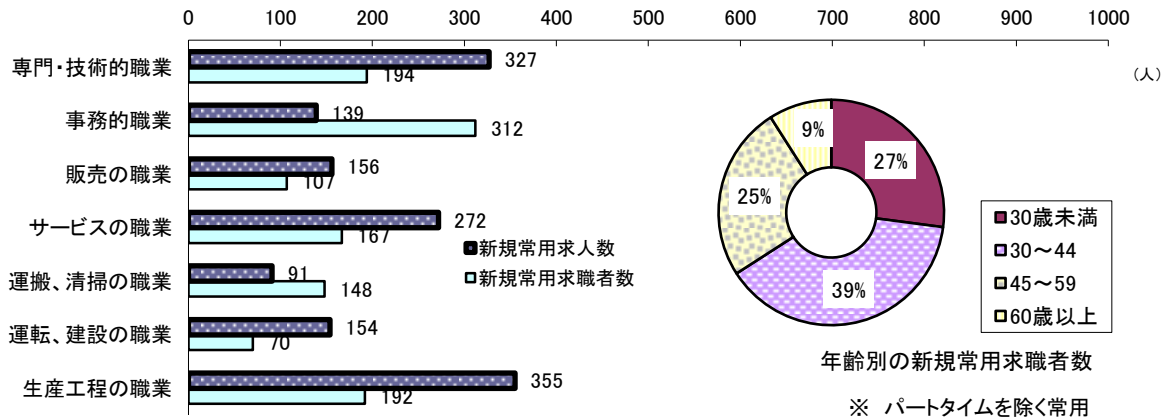 0 100 200 300 400 500 600 700 800 900 1000
(人)
専門・技術的職業 327
194
事務的職業 139
312
販売の職業 156
107
サービスの職業 272
167
運搬、清掃の職業 91
148
運転、建設の職業 154
70
生産工程の職業 355
192
新規常用求人数
新規常用求職者数
9%
27%
25%
39%
30歳未満
30～44
45～59
60歳以上
年齢別の新規常用求職者数
※ パートタイムを除く常用